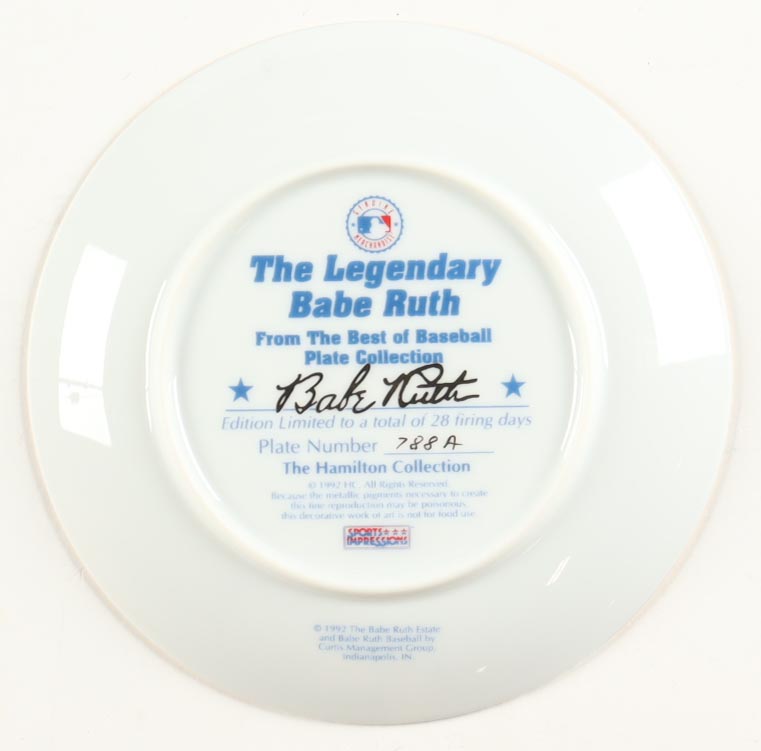 GENUINE
MERCHANDISE
The Legendary
Babe Ruth
From The Best of Baseball
Plate Collection
Babe Ruth
Edition Limited to a total of 28 firing days
Plate Number 788A
The Hamilton Collection
© 1992 HC. All Rights Reserved.
Because the metallic pigments necessary to create
this fine reproduction may be poisonous,
this decorative work of art is not for food use.
SPORTS
IMPRESSIONS
© 1992 The Babe Ruth Estate
and Babe Ruth Baseball by
Curtis Management Group,
Indianapolis, IN.